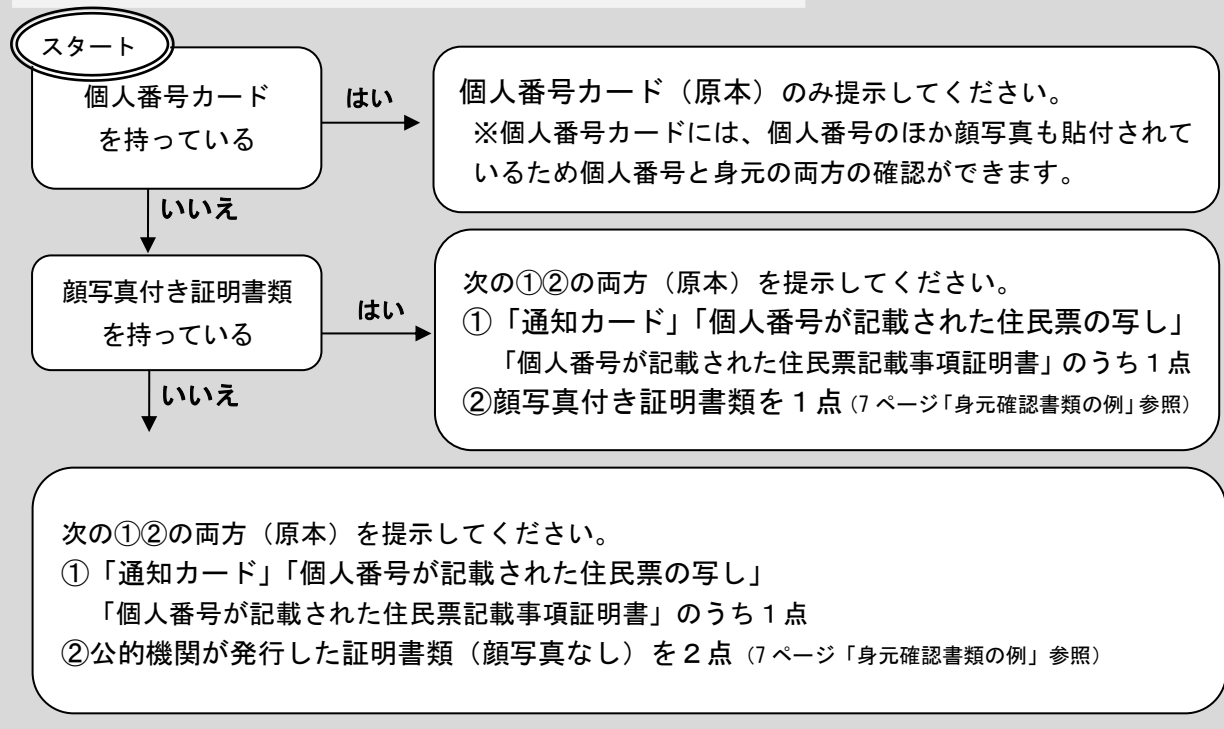 スタート
個人番号カード
を持っている
はい
個人番号カード（原本）のみ提示してください。
※個人番号カードには、個人番号のほか顔写真も貼付されて
いるため個人番号と身元の両方の確認ができます。
いいえ
顔写真付き証明書類
を持っている
はい
次の①②の両方（原本）を提示してください。
①「通知カード」「個人番号が記載された住民票の写し」
「個人番号が記載された住民票記載事項証明書」のうち１点
②顔写真付き証明書類を１点（7 ページ「身元確認書類の例」参照）
いいえ
次の①②の両方（原本）を提示してください。
①「通知カード」「個人番号が記載された住民票の写し」
「個人番号が記載された住民票記載事項証明書」のうち１点
②公的機関が発行した証明書類（顔写真なし）を２点（7 ページ「身元確認書類の例」参照）